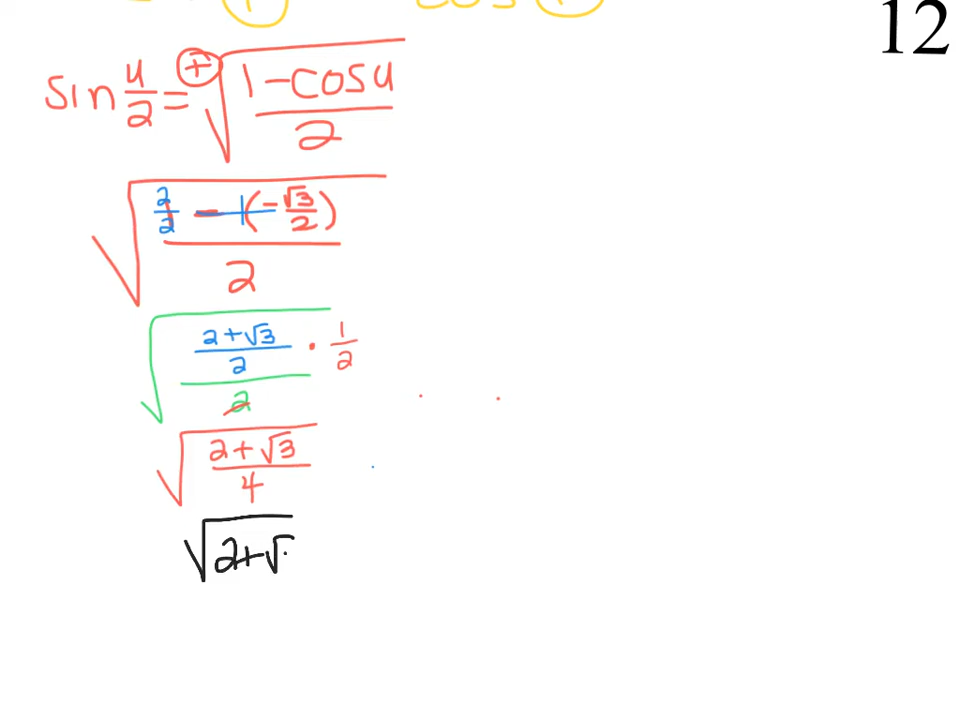 12
sin u/2 = + √((1 - cos u)/2)
√((2/2 - 1(-√3/2))/2)
√(((2+√3)/2)/2 · 1/2)
√((2+√3)/4)
√(2+√